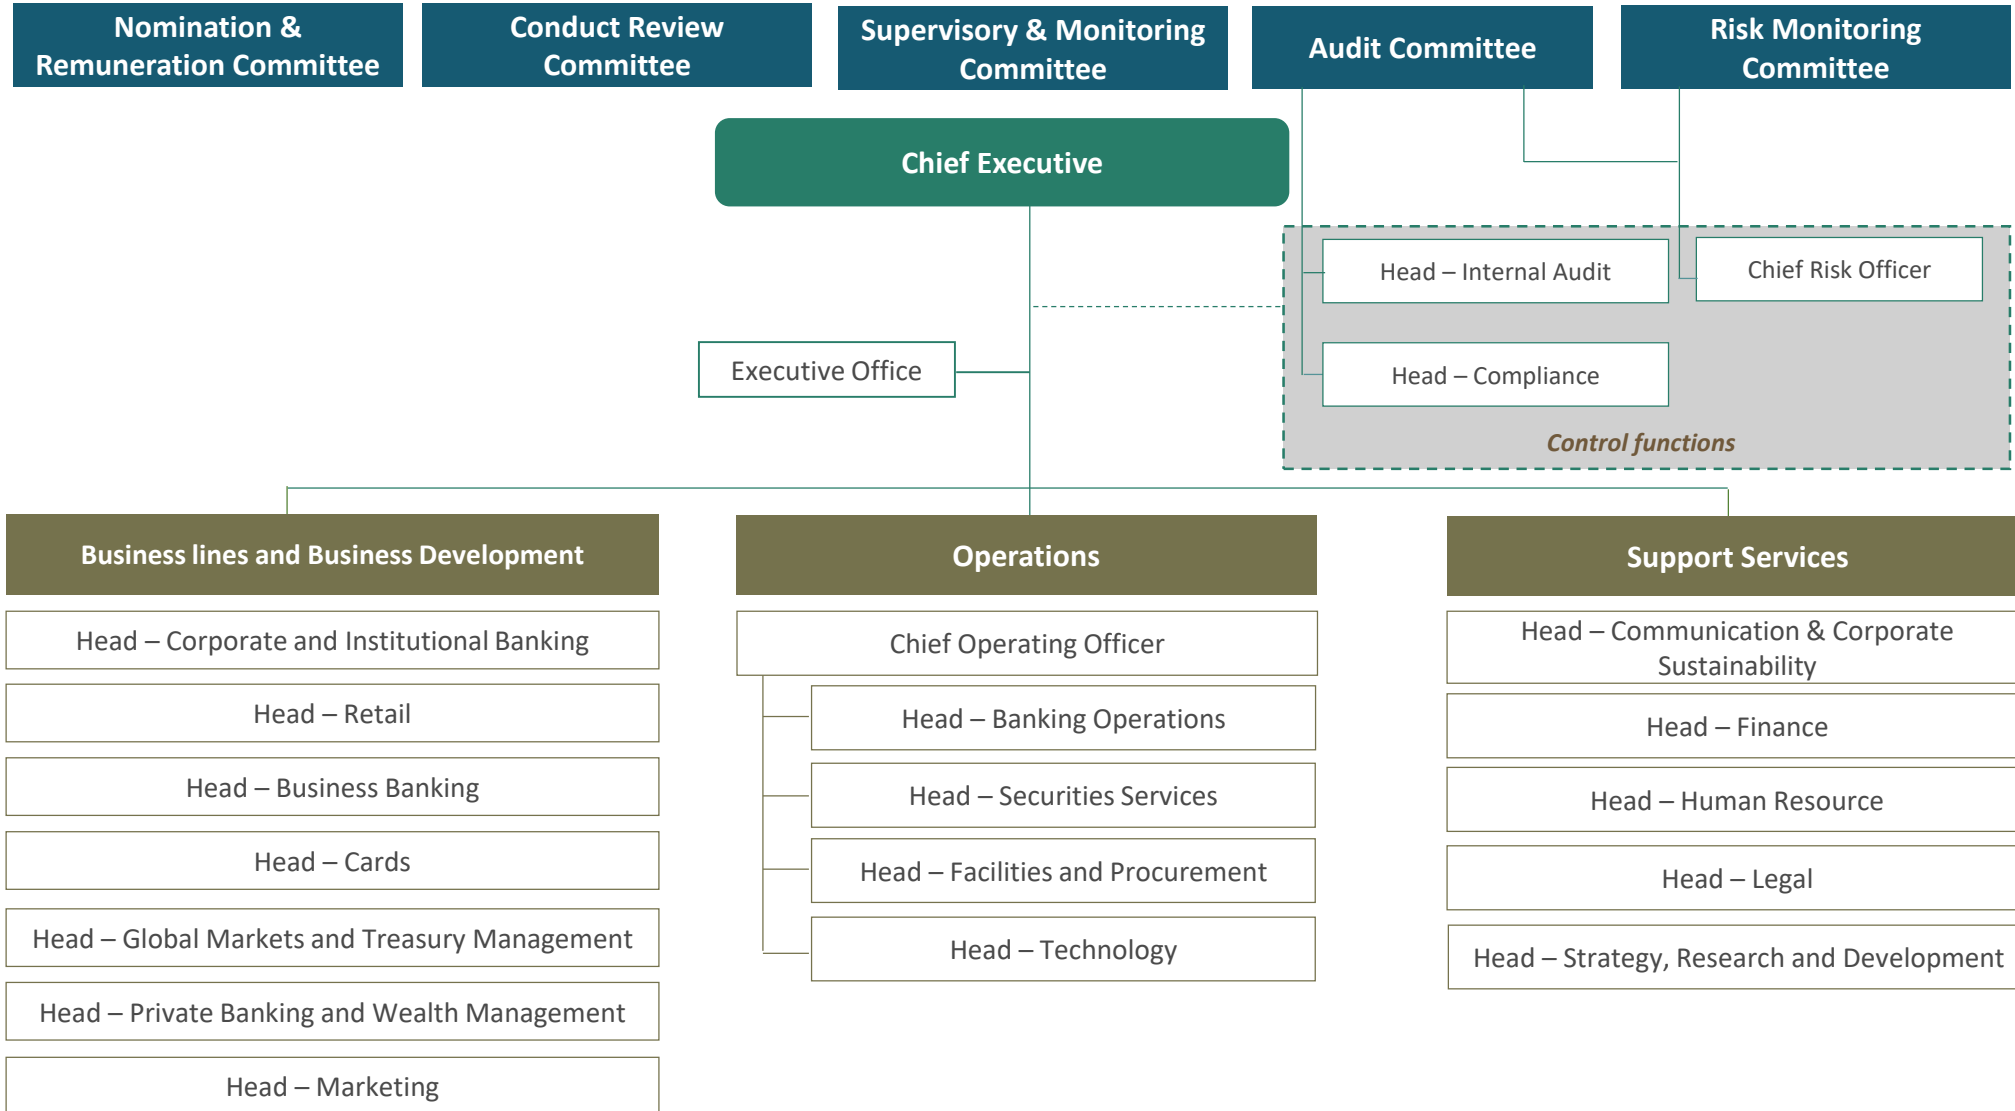 Nomination &
Remuneration Committee
Conduct Review
Committee
Supervisory & Monitoring
Committee
Audit Committee
Risk Monitoring
Committee
Chief Executive
Head – Internal Audit
Chief Risk Officer
Executive Office
Head – Compliance
Control functions
Business lines and Business Development
Head – Corporate and Institutional Banking
Head – Retail
Head – Business Banking
Head – Cards
Head – Global Markets and Treasury Management
Head – Private Banking and Wealth Management
Head – Marketing
Operations
Chief Operating Officer
Head – Banking Operations
Head – Securities Services
Head – Facilities and Procurement
Head – Technology
Support Services
Head – Communication & Corporate
Sustainability
Head – Finance
Head – Human Resource
Head – Legal
Head – Strategy, Research and Development